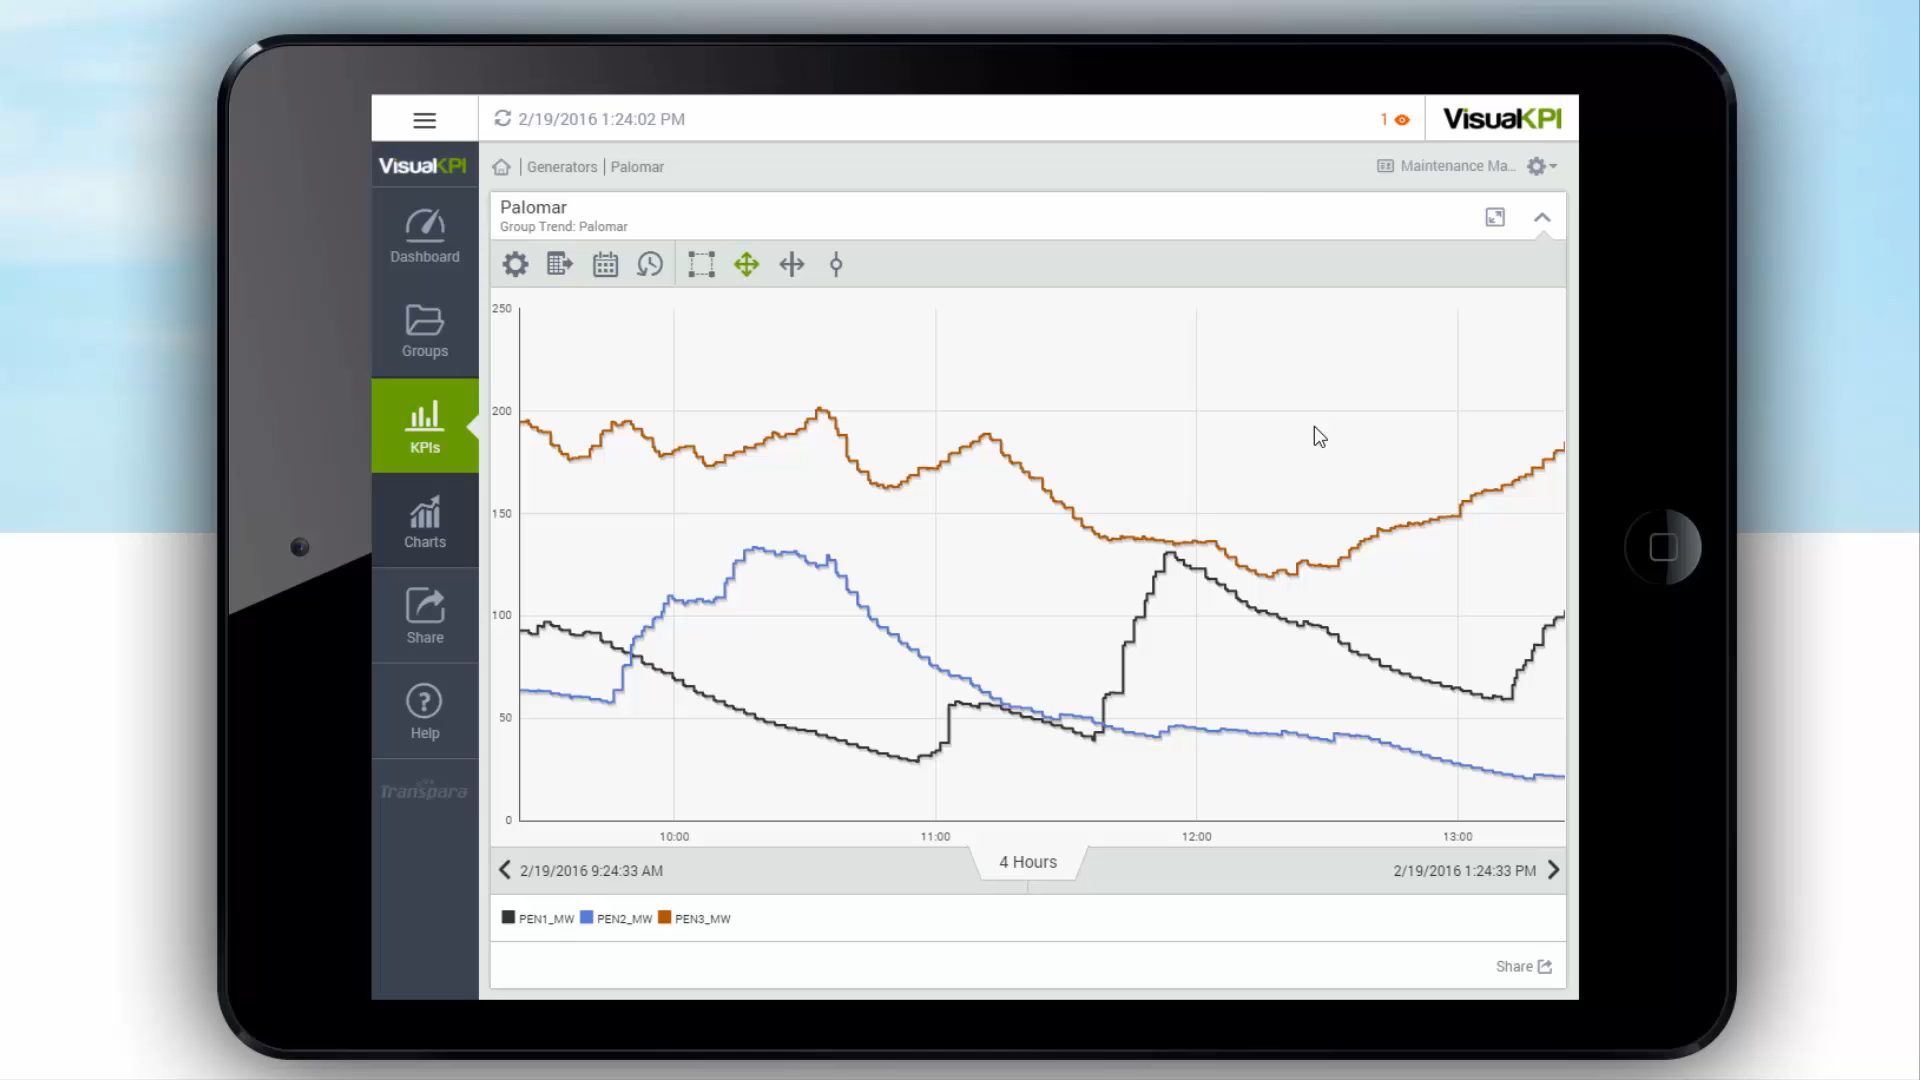 2/19/2016 1:24:02 PM
1
VisualKPI
VisualKPI
Generators | Palomar
Maintenance Ma...
Palomar
Group Trend: Palomar
Dashboard
Groups
KPIs
Charts
Share
Help
Transpara
250
200
150
100
50
0
10:00
11:00
12:00
13:00
2/19/2016 9:24:33 AM
4 Hours
2/19/2016 1:24:33 PM
PEN1_MW PEN2_MW PEN3_MW
Share